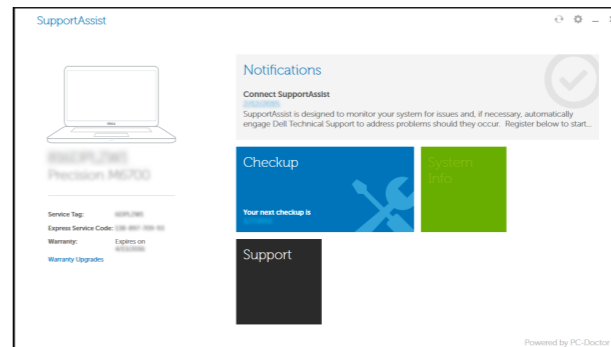 SupportAssist
Notifications
Connect SupportAssist
SupportAssist is designed to monitor your system for issues and, if necessary, automatically
engage Dell Technical Support to address problems should they occur. Register below to start...
Precision M6700
Checkup
System
Info
Service Tag:
Express Service Code:
Warranty: Expires on
Warranty Upgrades
Your next checkup is
Support
Powered by PC-Doctor